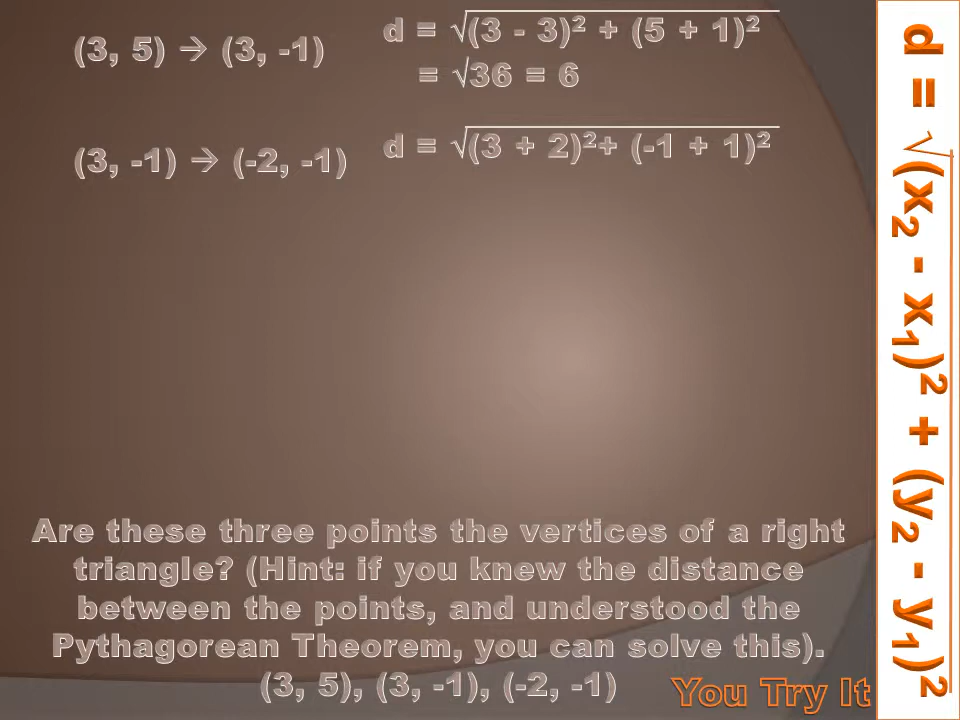 (3, 5) → (3, -1)
d = √(3 - 3)² + (5 + 1)²
= √36 = 6
(3, -1) → (-2, -1)
d = √(3 + 2)²+ (-1 + 1)²
Are these three points the vertices of a right
triangle? (Hint: if you knew the distance
between the points, and understood the
Pythagorean Theorem, you can solve this).
(3, 5), (3, -1), (-2, -1)
You Try It
d = √(x₂ - x₁)² + (y₂ - y₁)²